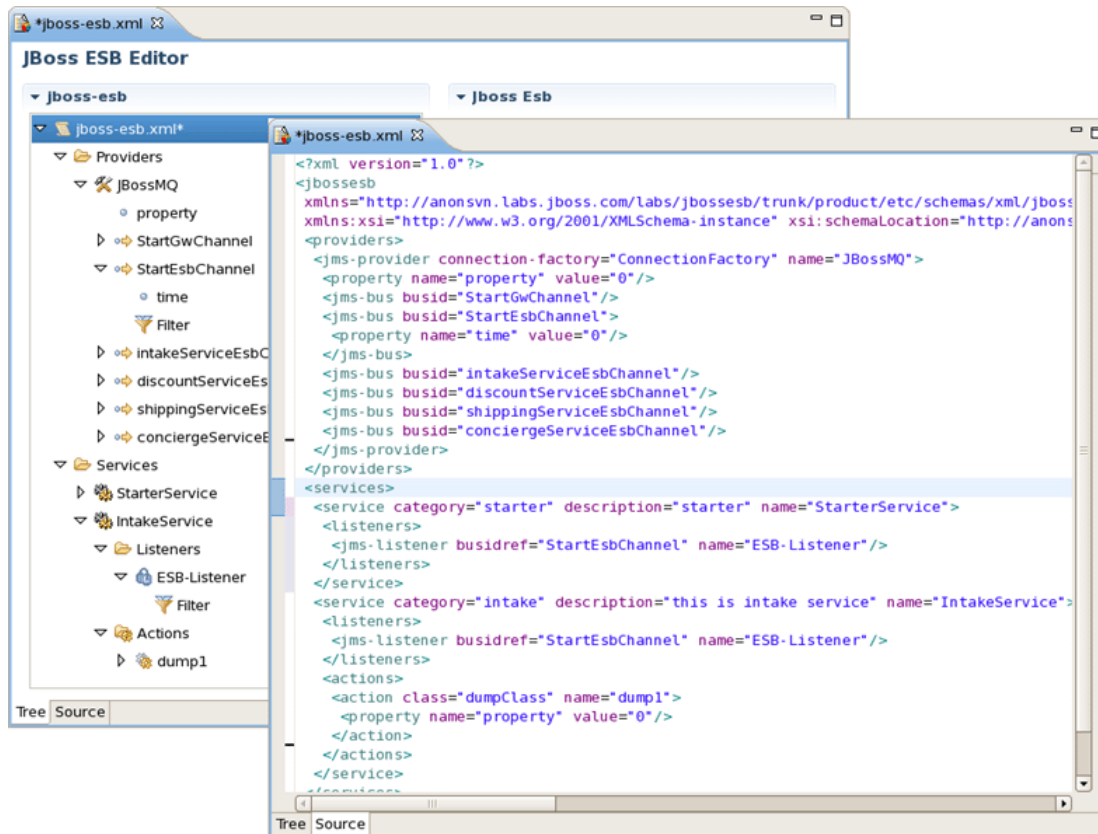 *jboss-esb.xml
JBoss ESB Editor
jboss-esb
Jboss Esb
jboss-esb.xml*
Providers
JBossMQ
property
StartGwChannel
StartEsbChannel
time
Filter
intakeServiceEsbC
discountServiceEs
shippingServiceEsl
conciergeServiceE
Services
StarterService
IntakeService
Listeners
ESB-Listener
Filter
Actions
dump1
Tree Source
*jboss-esb.xml
<?xml version="1.0"?>
<jbossesb
xmlns="http://anonsvn.labs.jboss.com/labs/jbossesb/trunk/product/etc/schemas/xml/jboss
xmlns:xsi="http://www.w3.org/2001/XMLSchema-instance" xsi:schemaLocation="http://anons
<providers>
<jms-provider connection-factory="ConnectionFactory" name="JBossMQ">
<property name="property" value="0"/>
<jms-bus busid="StartGwChannel"/>
<jms-bus busid="StartEsbChannel">
<property name="time" value="0"/>
</jms-bus>
<jms-bus busid="intakeServiceEsbChannel"/>
<jms-bus busid="discountServiceEsbChannel"/>
<jms-bus busid="shippingServiceEsbChannel"/>
<jms-bus busid="conciergeServiceEsbChannel"/>
</jms-provider>
</providers>
<services>
<service category="starter" description="starter" name="StarterService">
<listeners>
<jms-listener busidref="StartEsbChannel" name="ESB-Listener"/>
</listeners>
</service>
<service category="intake" description="this is intake service" name="IntakeService">
<listeners>
<jms-listener busidref="StartEsbChannel" name="ESB-Listener"/>
</listeners>
<actions>
<action class="dumpClass" name="dump1">
<property name="property" value="0"/>
</action>
</actions>
</service>
</services>
Tree Source